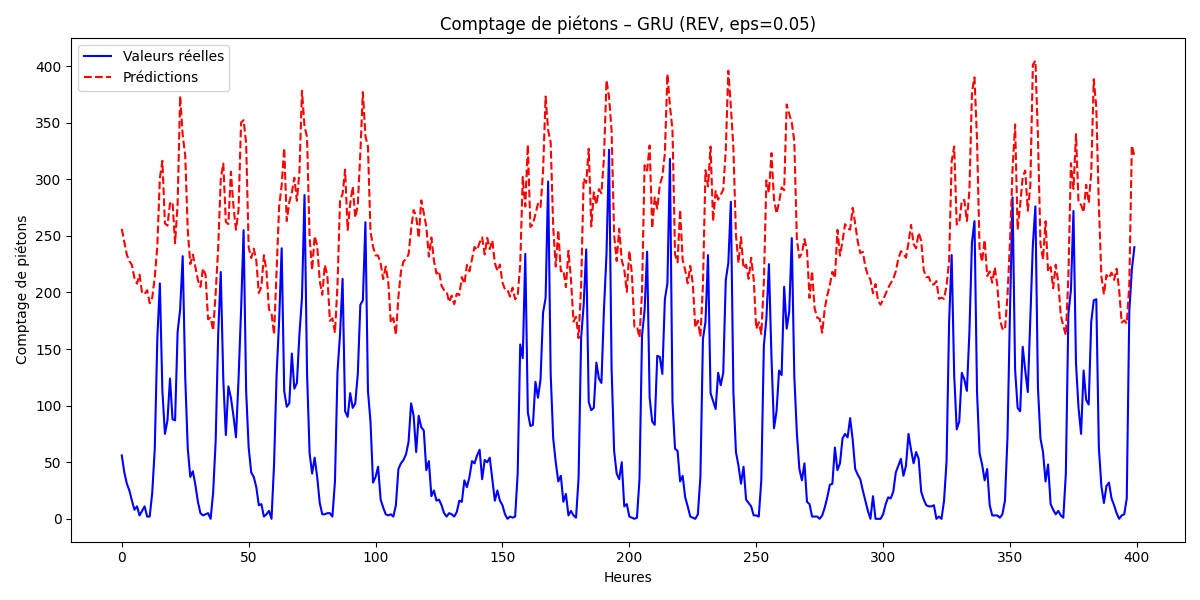 Comptage de piétons – GRU (REV, eps=0.05)
Valeurs réelles
Prédictions
Comptage de piétons
400
350
300
250
200
150
100
50
0
0 50 100 150 200 250 300 350 400
Heures